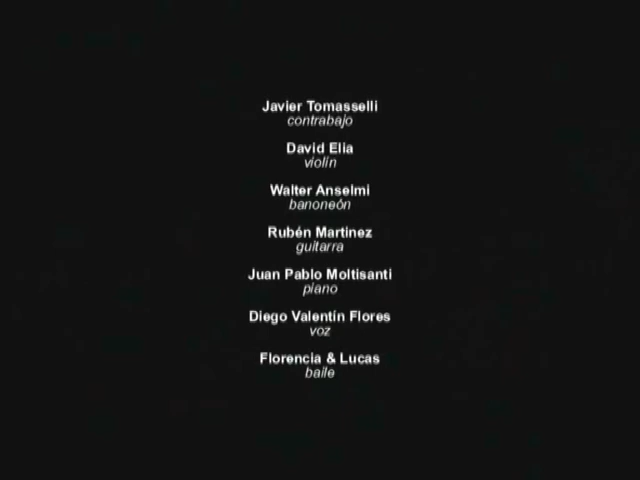 Javier Tomasselli
contrabajo
David Elia
violín
Walter Anselmi
banoneón
Rubén Martinez
guitarra
Juan Pablo Moltisanti
piano
Diego Valentín Flores
voz
Florencia & Lucas
baile